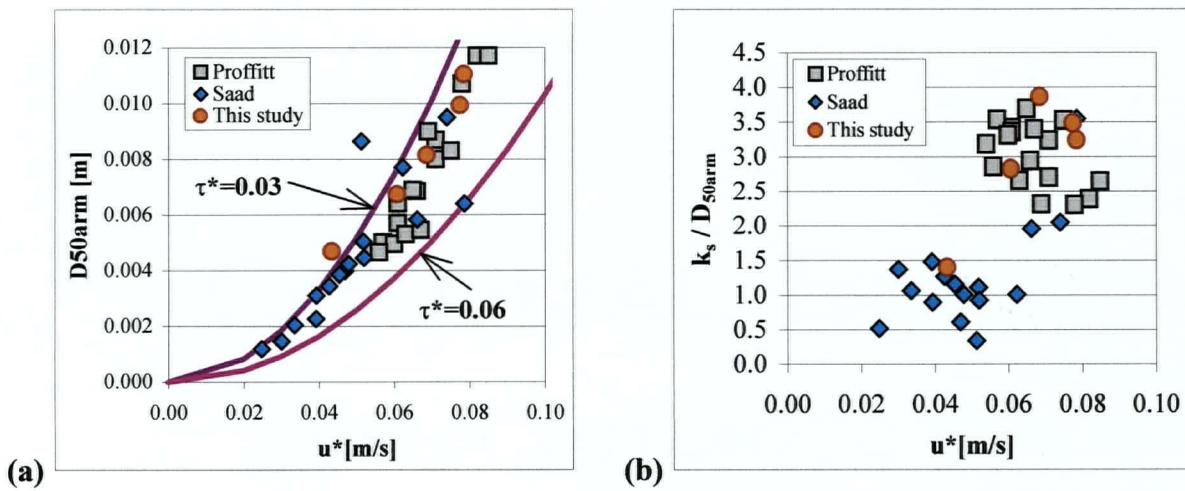 0.012
0.010
0.008
0.006
0.004
0.002
0.000
D50arm [m]
Proffitt
Saad
This study
τ*=0.03
τ*=0.06
0.00 0.02 0.04 0.06 0.08 0.10
u*[m/s]
(a)
4.5
4.0
3.5
3.0
2.5
2.0
1.5
1.0
0.5
0.0
k_s / D_50arm
Proffitt
Saad
This study
0.00 0.02 0.04 0.06 0.08 0.10
u*[m/s]
(b)